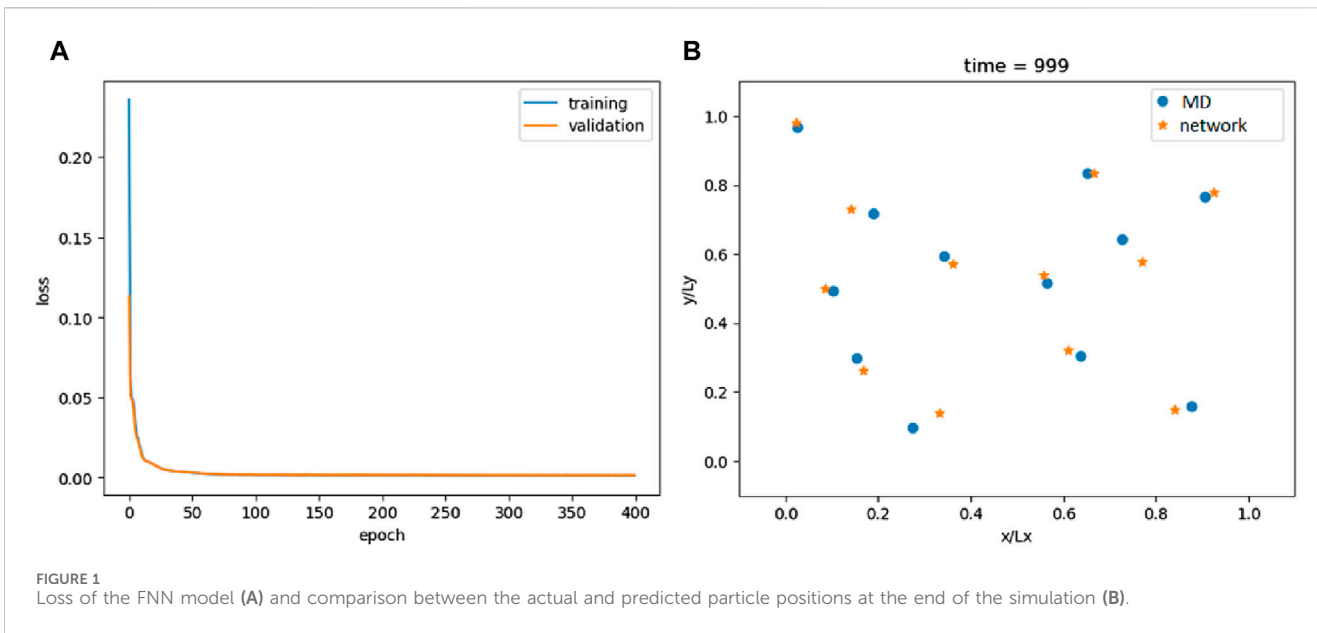 A
training
validation
0.20
0.15
0.10
0.05
0.00
loss
0 50 100 150 200 250 300 350 400
epoch
B
time = 999
MD
network
1.0
0.8
0.6
0.4
0.2
0.0
y/Ly
0.0 0.2 0.4 0.6 0.8 1.0
x/Lx
FIGURE 1
Loss of the FNN model (A) and comparison between the actual and predicted particle positions at the end of the simulation (B).